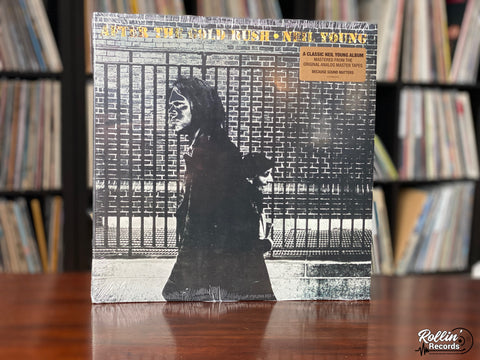 AFTER THE GOLD RUSH • NEIL YOUNG
A CLASSIC NEIL YOUNG ALBUM
MASTERED FROM THE
ORIGINAL ANALOG MASTER TAPES
BECAUSE SOUND MATTERS
Rollin'
Records